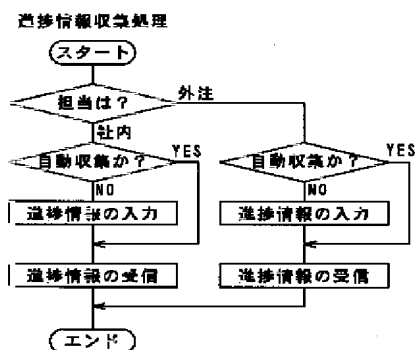 進捗情報収集処理
スタート
担当は?
外注
社内
自動収集か?
YES
自動収集か?
YES
NO
NO
進捗情報の入力
進捗情報の入力
進捗情報の受信
進捗情報の受信
エンド